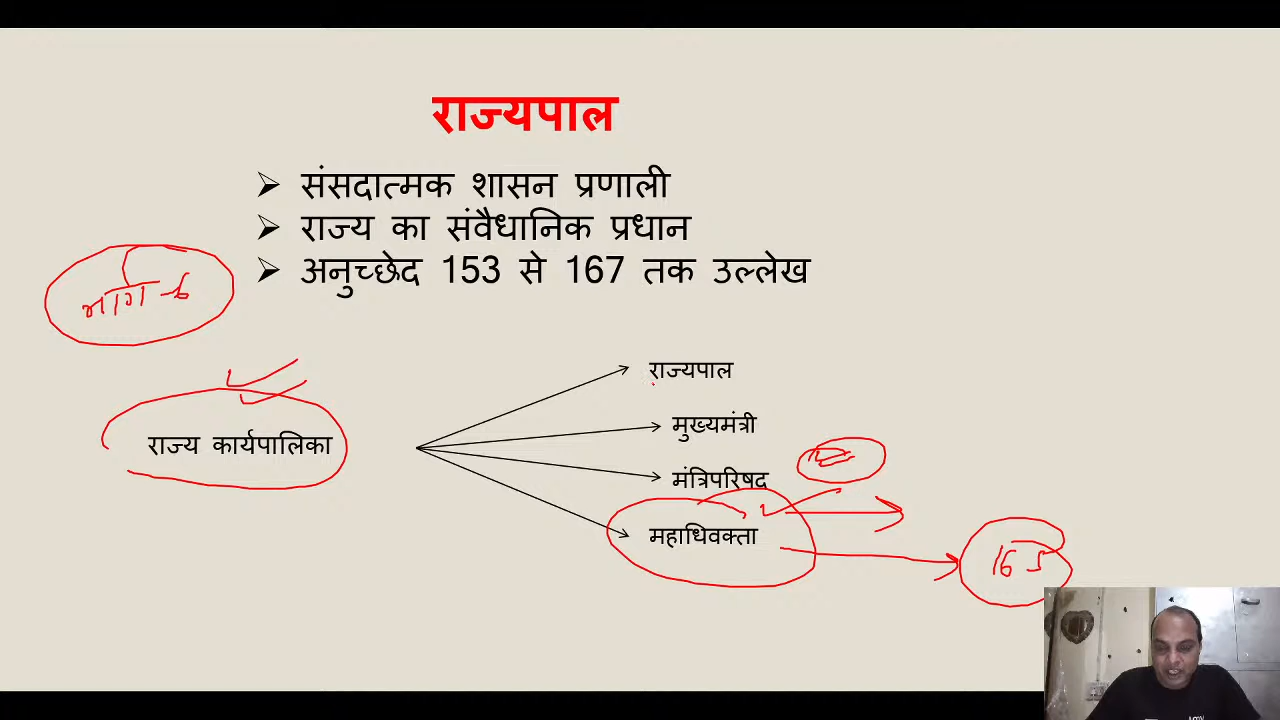 राज्यपाल
➢ संसदात्मक शासन प्रणाली
➢ राज्य का संवैधानिक प्रधान
➢ अनुच्छेद 153 से 167 तक उल्लेख
भाग-6
राज्यपाल
मुख्यमंत्री
राज्य कार्यपालिका
मंत्रिपरिषद
महाधिवक्ता
165